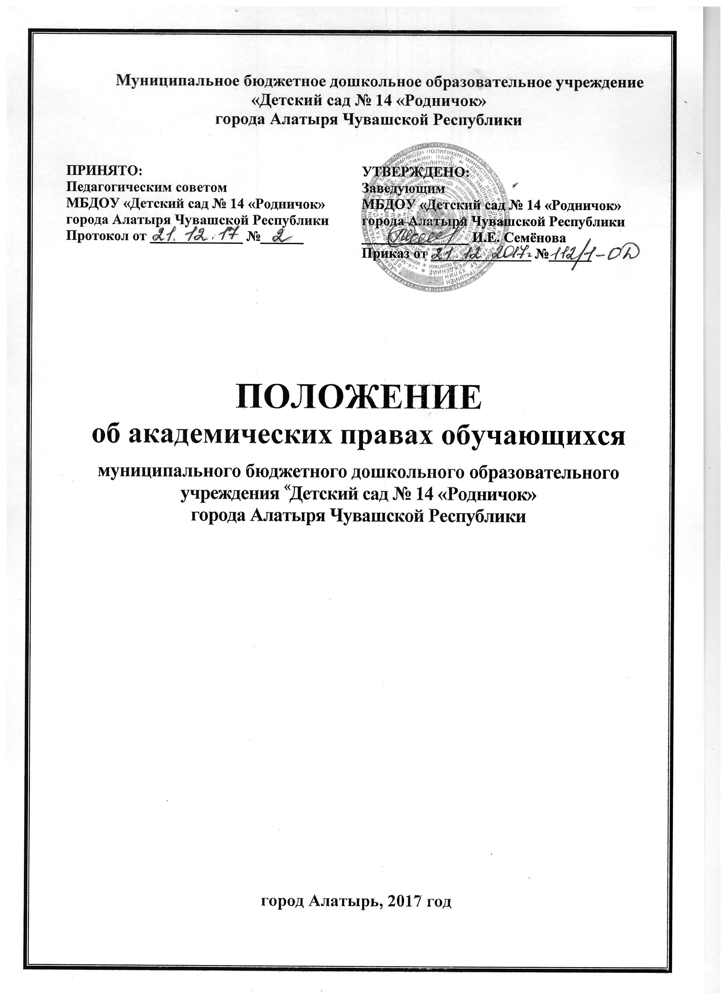 Муниципальное бюджетное дошкольное образовательное учреждение
«Детский сад № 14 «Родничок»
города Алатыря Чувашской Республики
ПРИНЯТО:
Педагогическим советом
МБДОУ «Детский сад № 14 «Родничок»
города Алатыря Чувашской Республики
Протокол от 21.12.17 № 2
УТВЕРЖДЕНО:
Заведующим
МБДОУ «Детский сад № 14 «Родничок»
города Алатыря Чувашской Республики
И.Е. Семёнова
Приказ от 21.12 2017г. № 112/1-ОД
ПОЛОЖЕНИЕ
об академических правах обучающихся
муниципального бюджетного дошкольного образовательного
учреждения “Детский сад № 14 «Родничок»
города Алатыря Чувашской Республики
город Алатырь, 2017 год